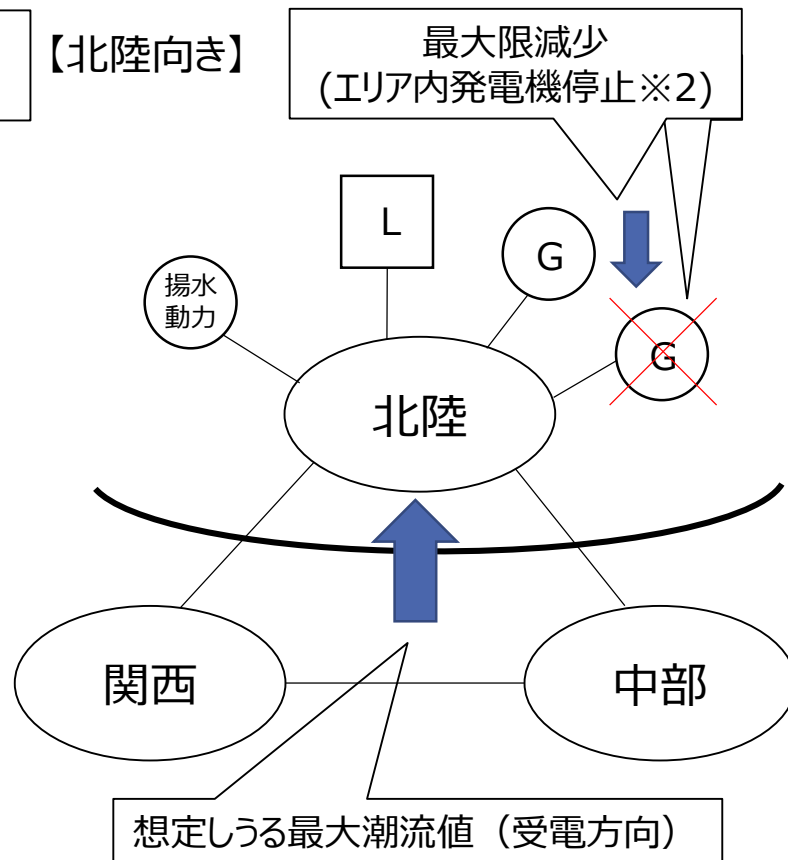 【北陸向き】
最大限減少
(エリア内発電機停止※2)
L
G
揚水
動力
G
北陸
関西
中部
想定しうる最大潮流値（受電方向）